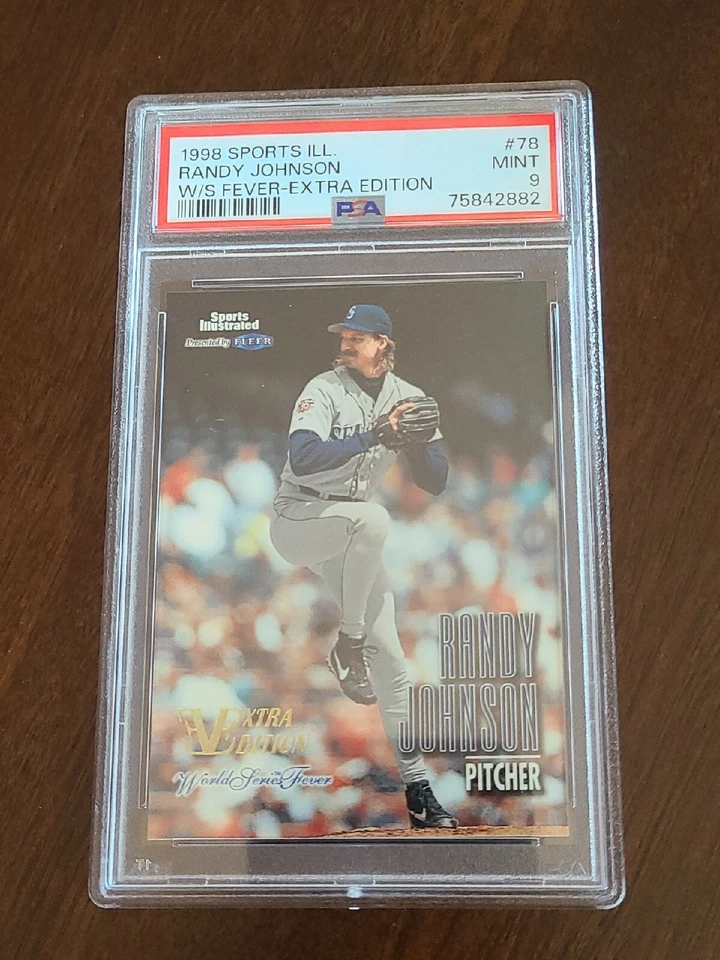 1998 SPORTS ILL. #78
RANDY JOHNSON MINT
W/S FEVER-EXTRA EDITION 9
PSA 75842882
Sports
Illustrated
Presented by FLEER
S
RANDY
JOHNSON
PITCHER
EXTRA
EDITION
World Series Fever